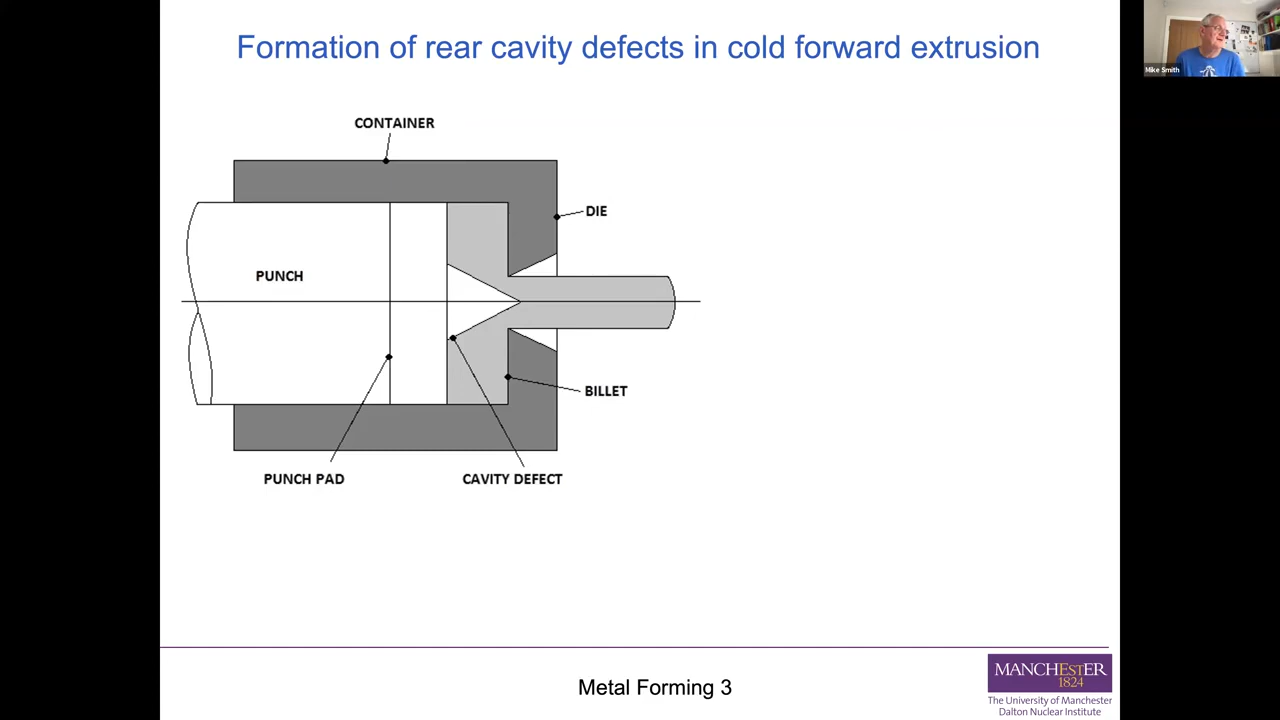 Formation of rear cavity defects in cold forward extrusion
Mike Smith
CONTAINER
DIE
PUNCH
BILLET
PUNCH PAD
CAVITY DEFECT
Metal Forming 3
MANCHESTER
1824
The University of Manchester
Dalton Nuclear Institute